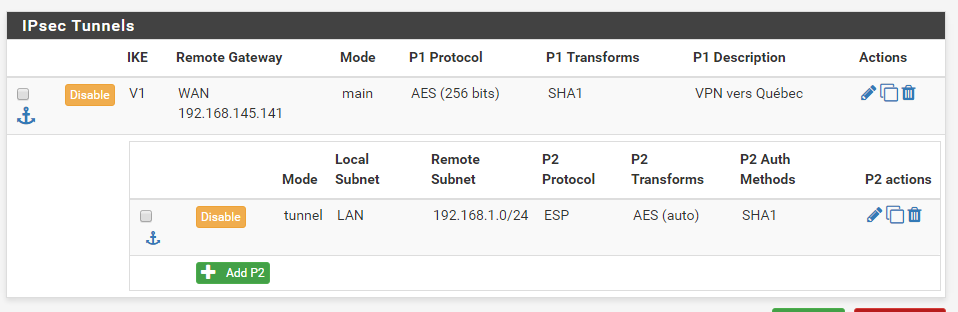 IPsec Tunnels
IKE Remote Gateway Mode P1 Protocol P1 Transforms P1 Description Actions
Disable V1 WAN main AES (256 bits) SHA1 VPN vers Québec
192.168.145.141
Local Remote P2 P2 P2 Auth
Mode Subnet Subnet Protocol Transforms Methods P2 actions
Disable tunnel LAN 192.168.1.0/24 ESP AES (auto) SHA1
Add P2